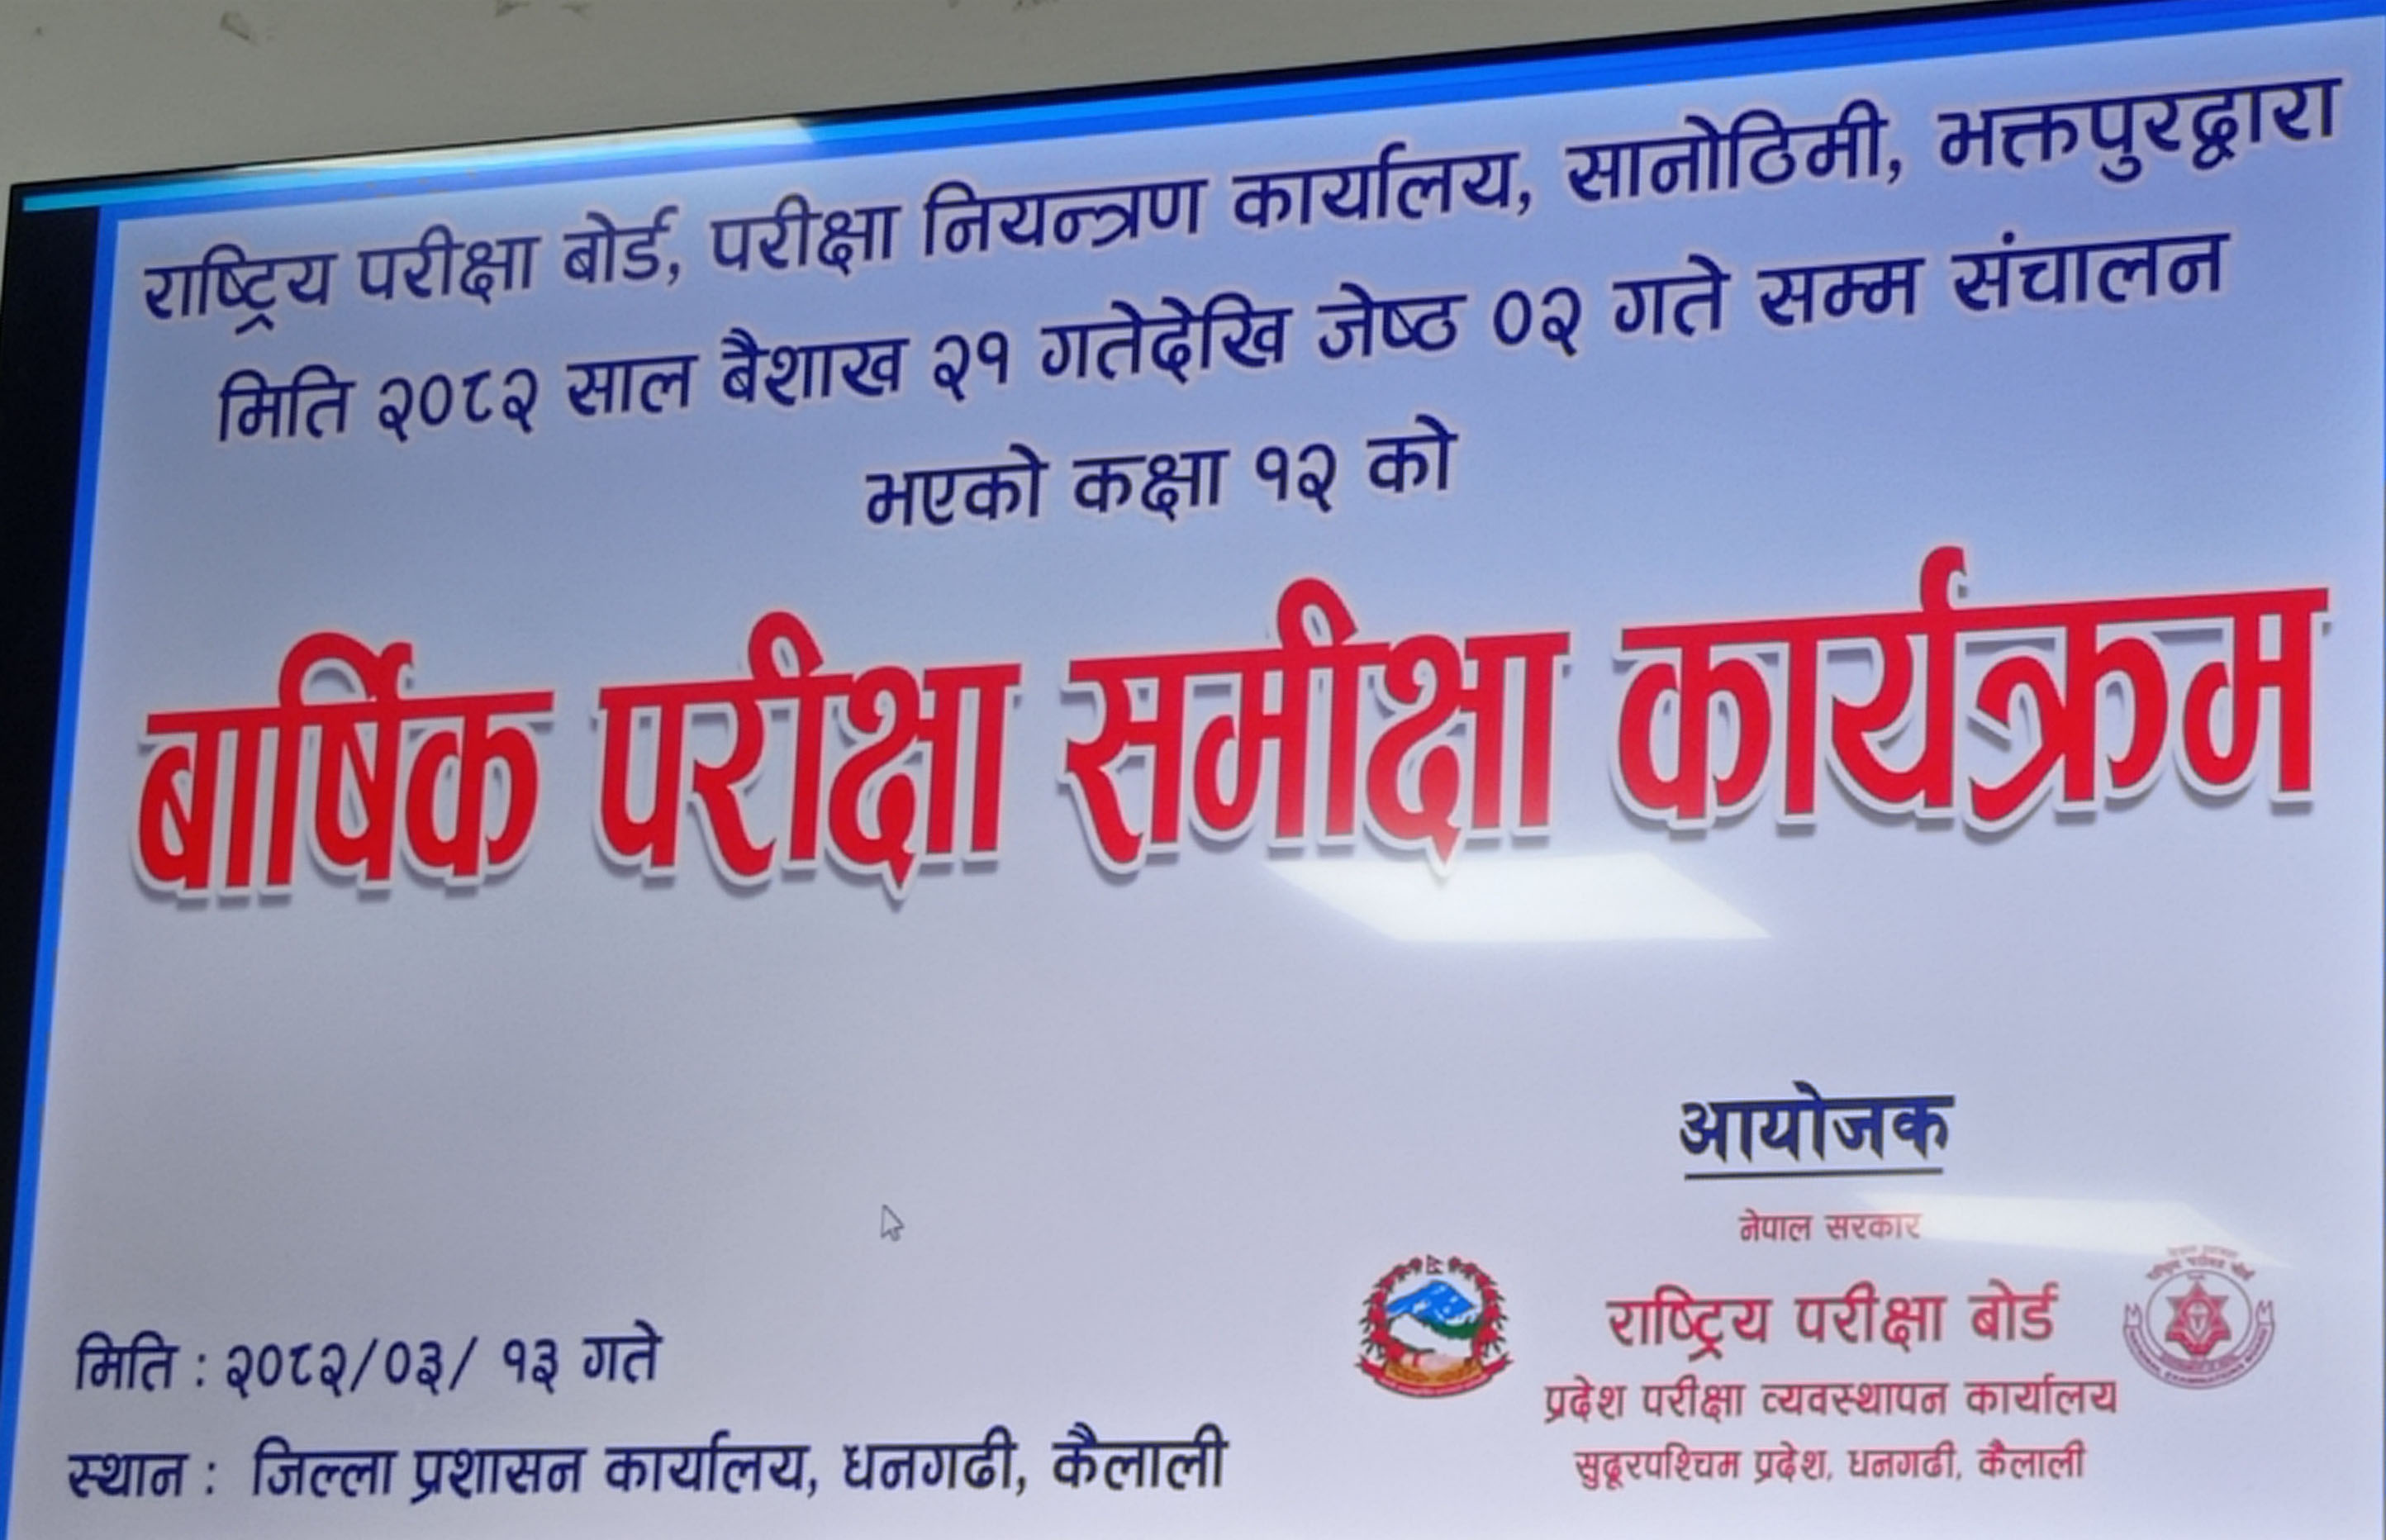 राष्ट्रिय परीक्षा बोर्ड, परीक्षा नियन्त्रण कार्यालय, सानोठिमी, भक्तपुरद्वारा
मिति २०८२ साल बैशाख २१ गतेदेखि जेष्ठ ०२ गते सम्म संचालन
भएको कक्षा १२ को
बार्षिक परीक्षा समीक्षा कार्यक्रम
आयोजक
नेपाल सरकार
राष्ट्रिय परीक्षा बोर्ड
प्रदेश परीक्षा व्यवस्थापन कार्यालय
सुदूरपश्चिम प्रदेश, धनगढी, कैलाली
मिति : २०८२/०३/ १३ गते
स्थान : जिल्ला प्रशासन कार्यालय, धनगढी, कैलाली